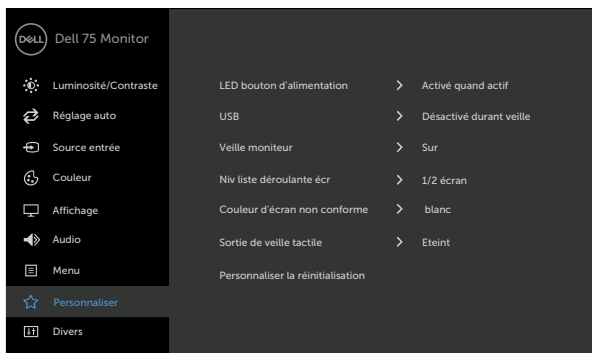 DELL Dell 75 Monitor
Luminosité/Contraste
Réglage auto
Source entrée
Couleur
Affichage
Audio
Menu
Personnaliser
Divers
LED bouton d'alimentation > Activé quand actif
USB > Désactivé durant veille
Veille moniteur > Sur
Niv liste déroulante écr > 1/2 écran
Couleur d'écran non conforme > blanc
Sortie de veille tactile > Eteint
Personnaliser la réinitialisation